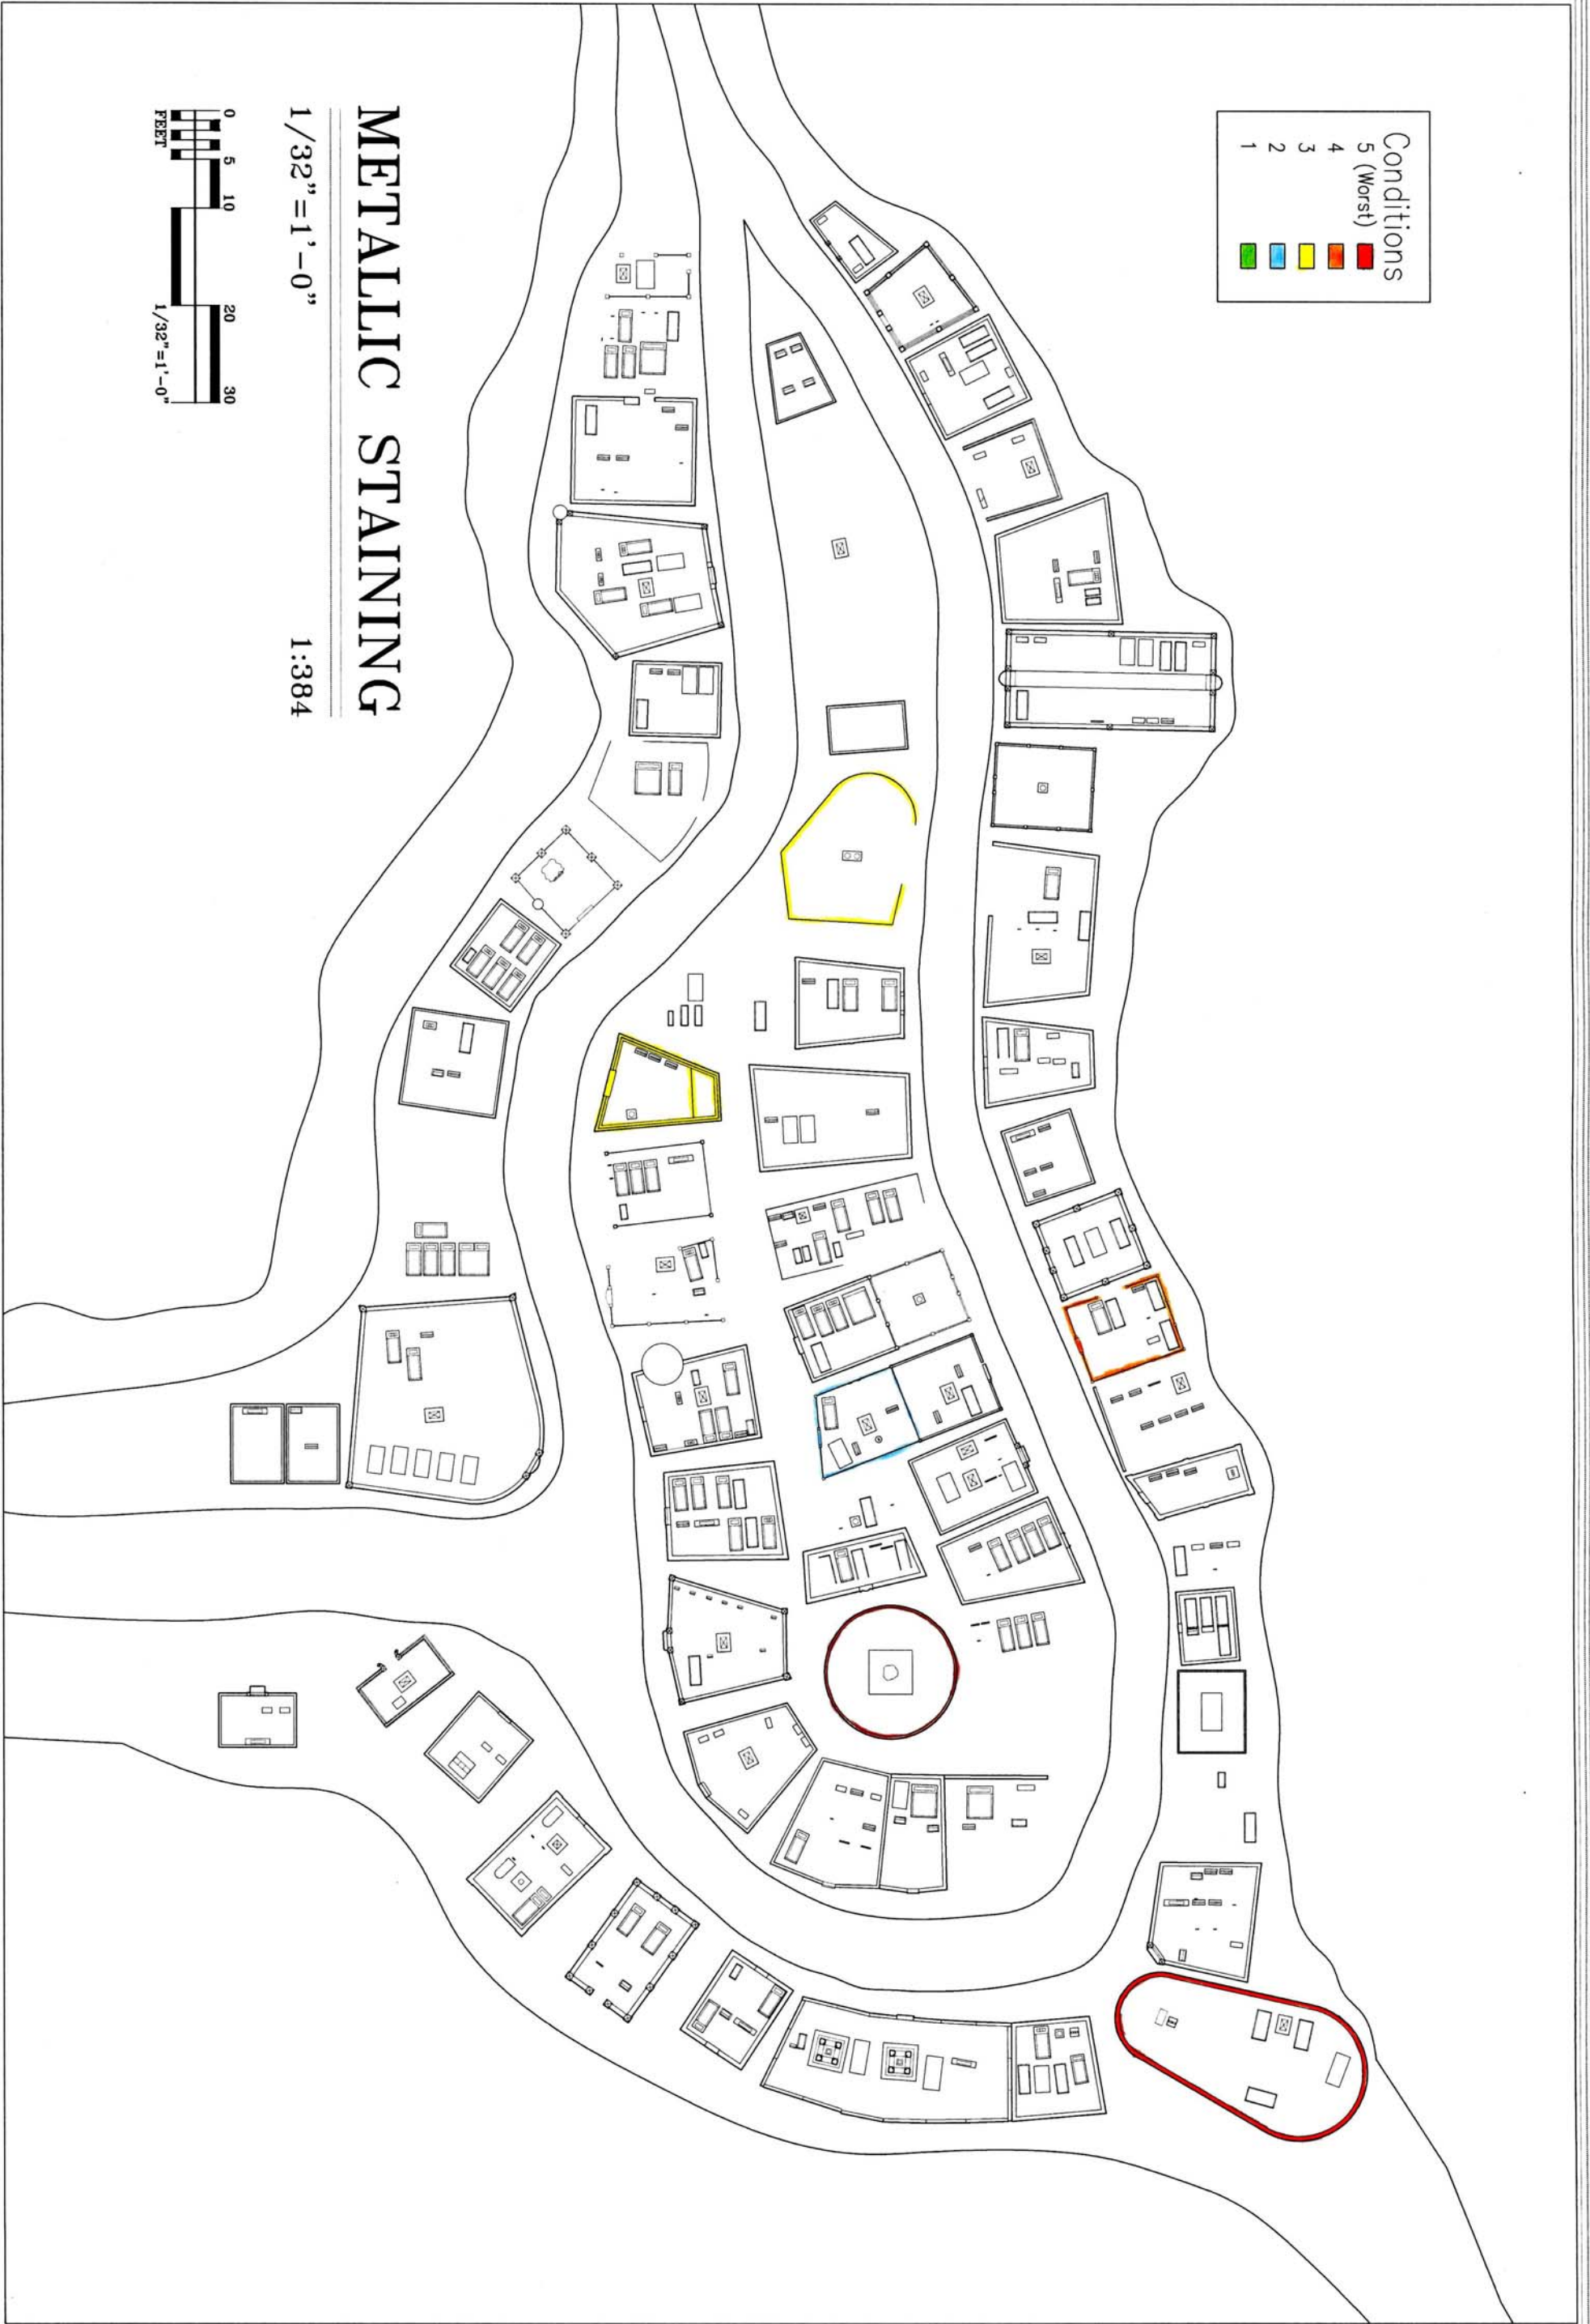 Conditions
5 (Worst)
4
3
2
1
METALLIC STAINING
1/32"=1'-0" 1:384
0 5 10 20 30
FEET 1/32"=1'-0"